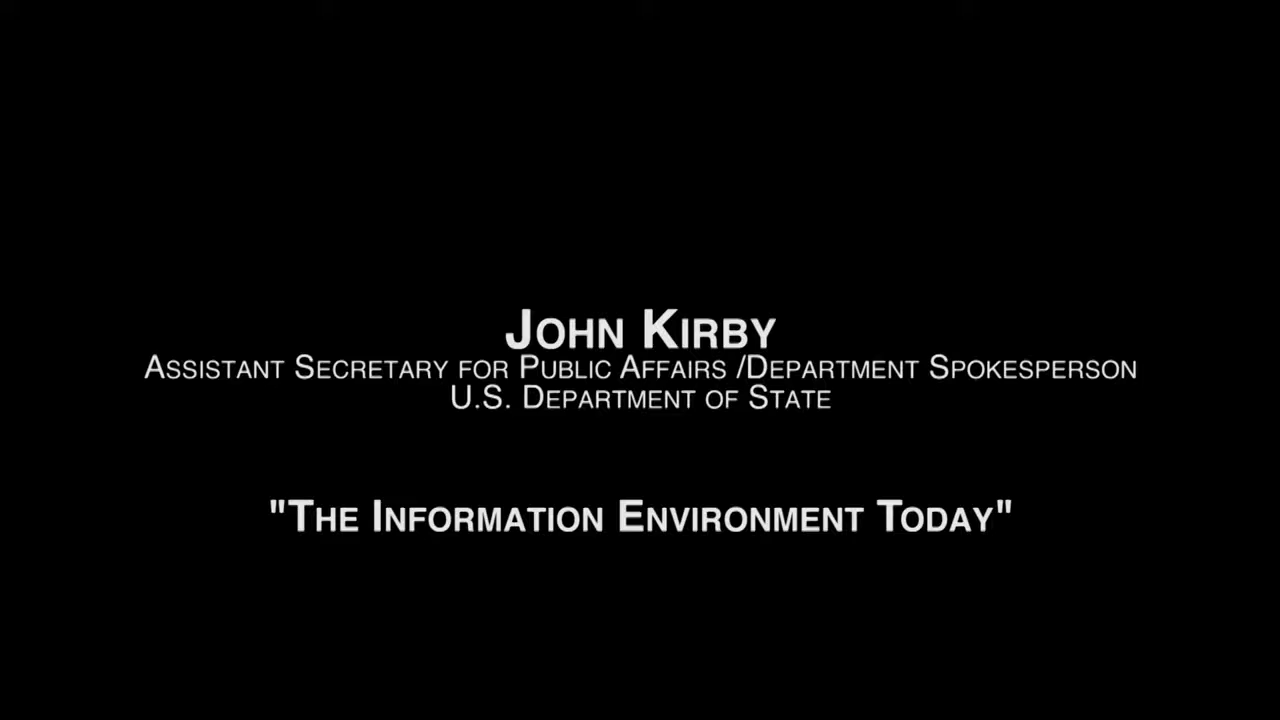 John Kirby
Assistant Secretary for Public Affairs /Department Spokesperson
U.S. Department of State
"The Information Environment Today"